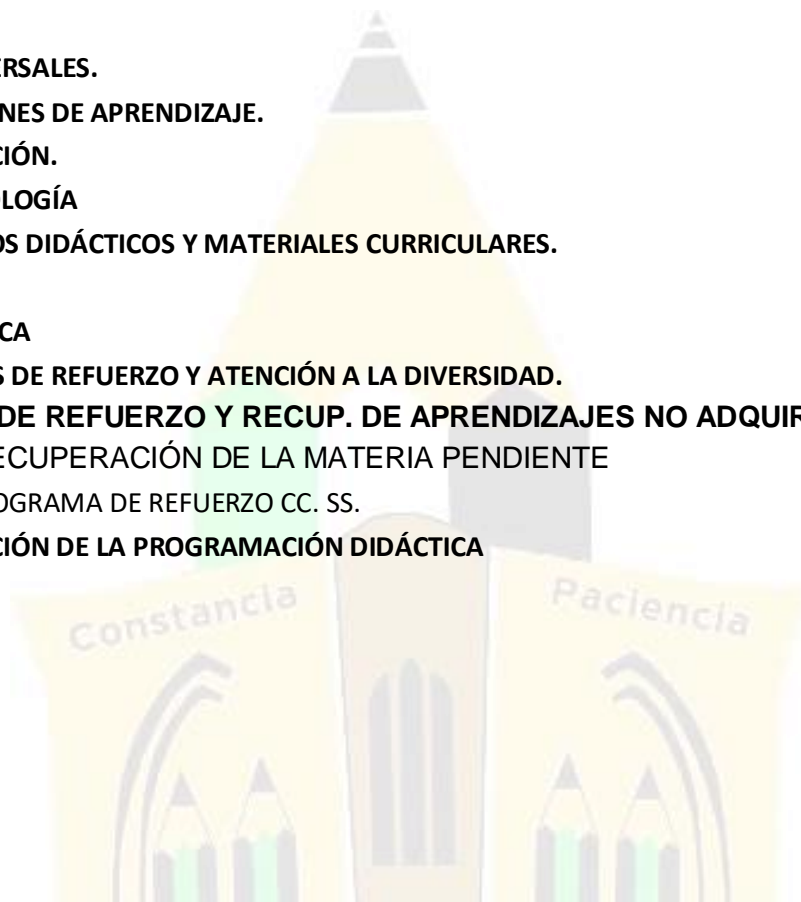 ERSALES.
NES DE APRENDIZAJE.
CIÓN.
OLOGÍA
OS DIDÁCTICOS Y MATERIALES CURRICULARES.
CA
S DE REFUERZO Y ATENCIÓN A LA DIVERSIDAD.
DE REFUERZO Y RECUP. DE APRENDIZAJES NO ADQUIR
ECUPERACIÓN DE LA MATERIA PENDIENTE
OGRAMA DE REFUERZO CC. SS.
CIÓN DE LA PROGRAMACIÓN DIDÁCTICA
Constancia
Paciencia